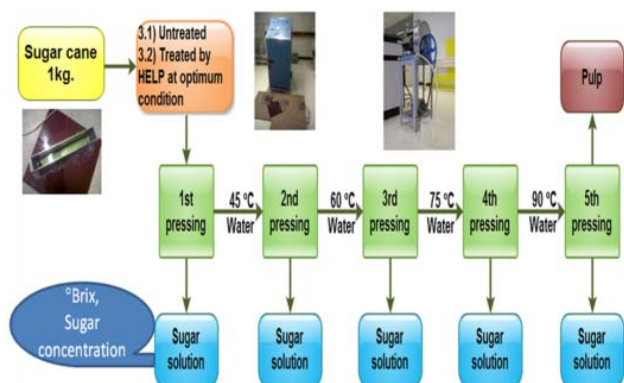 Sugar cane
1kg.
3.1) Untreated
3.2) Treated by
HELP at optimum
condition
Pulp
1st
pressing
45 °C
Water
2nd
pressing
60 °C
Water
3rd
pressing
75 °C
Water
4th
pressing
90 °C
Water
5th
pressing
°Brix,
Sugar
concentration
Sugar
solution
Sugar
solution
Sugar
solution
Sugar
solution
Sugar
solution